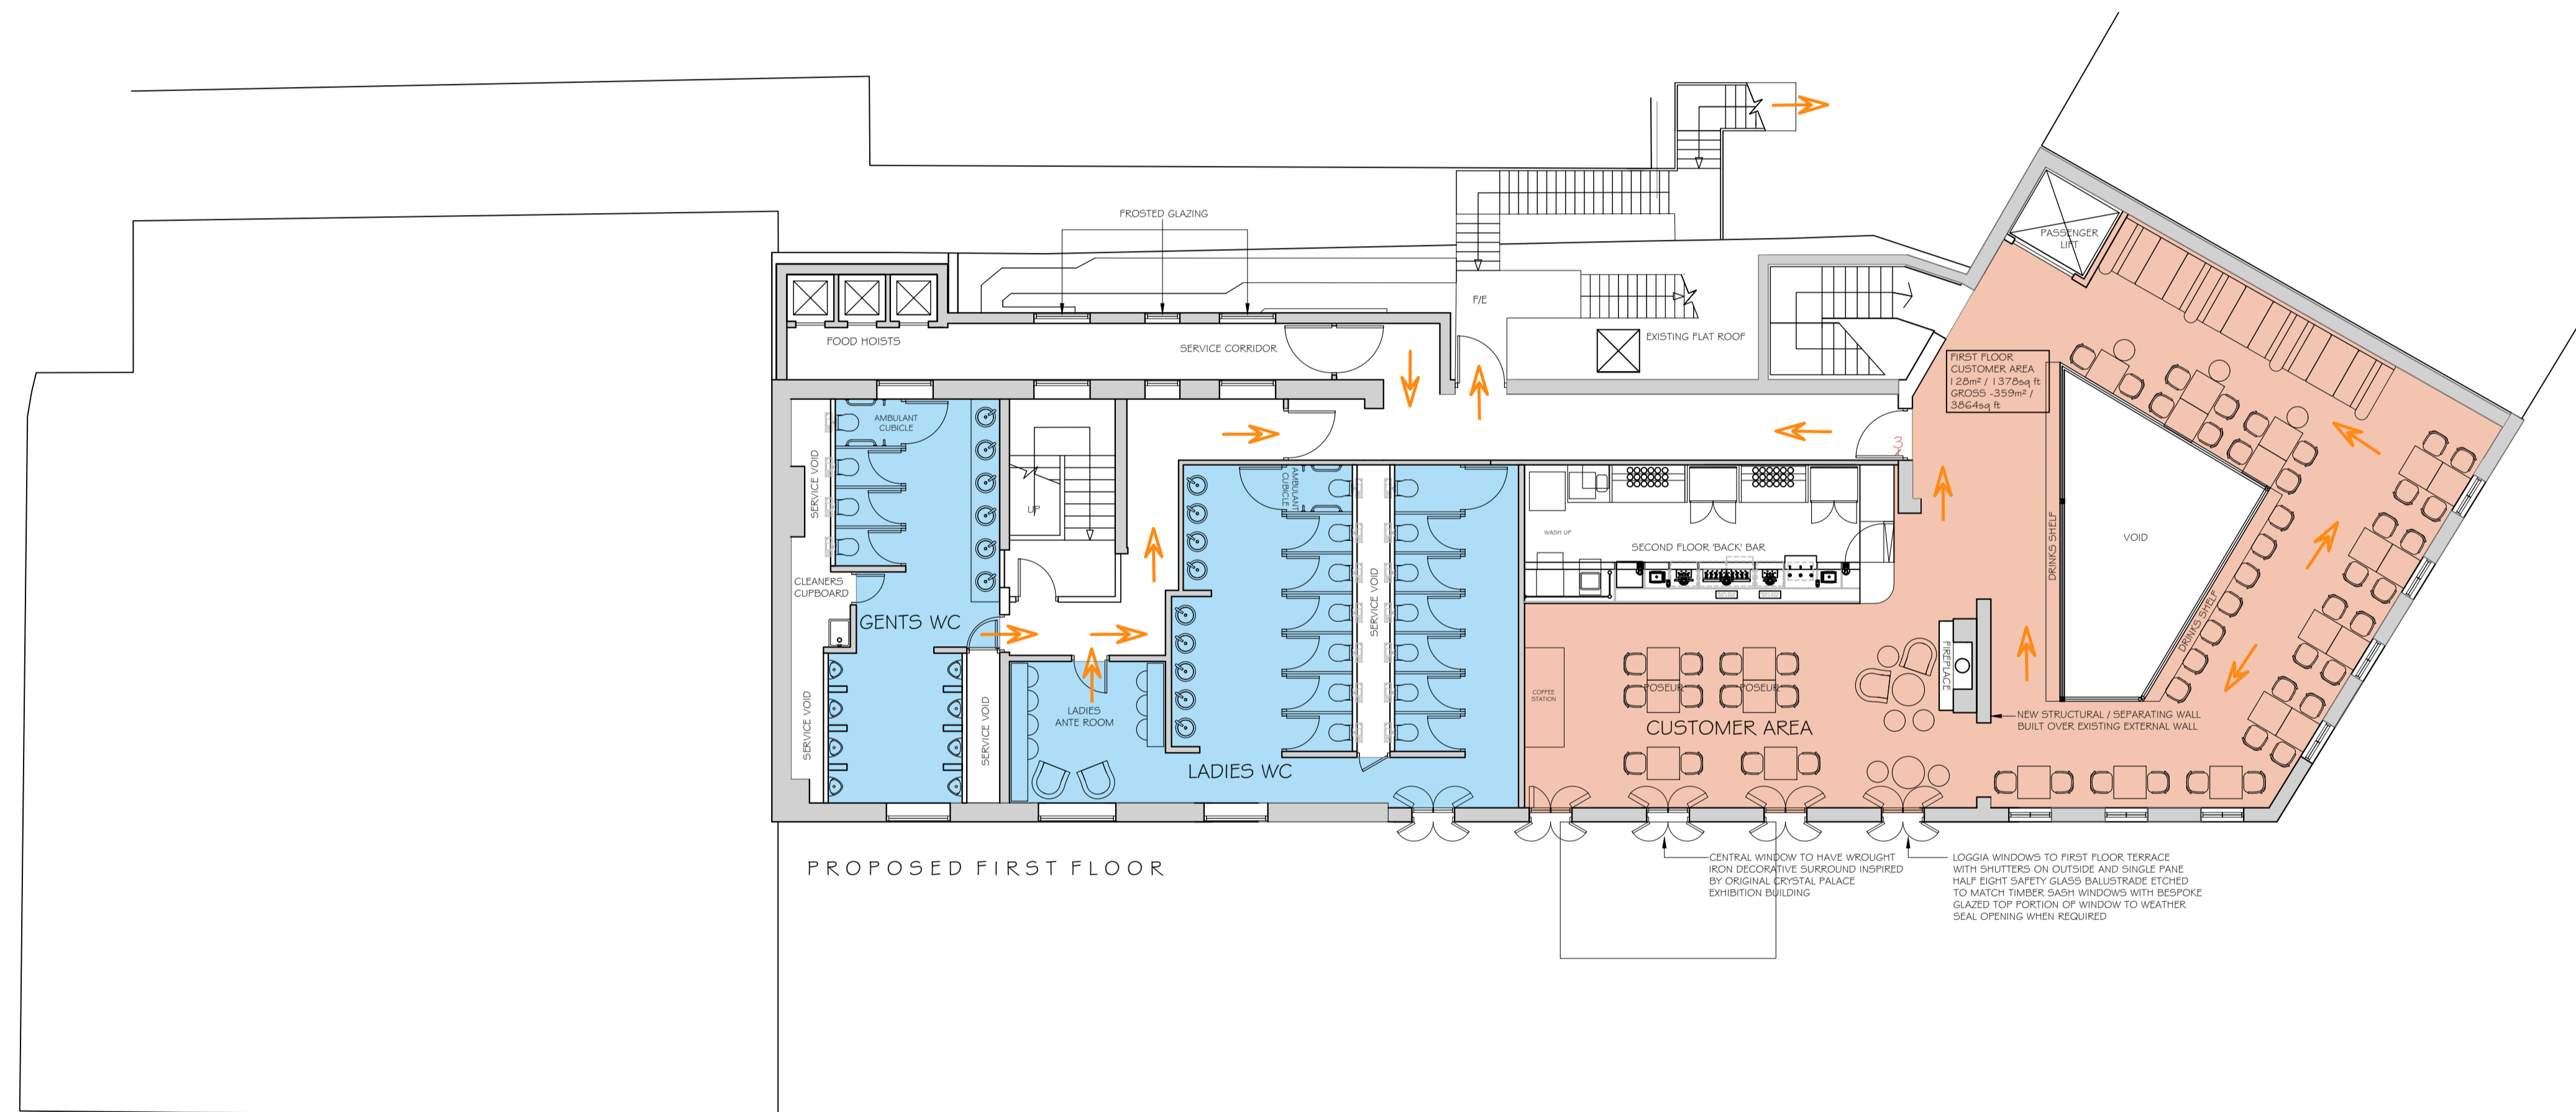 FROSTED GLAZING
PASSENGER
LIFT
F/E
EXISTING FLAT ROOF
FOOD HOISTS
SERVICE CORRIDOR
FIRST FLOOR
CUSTOMER AREA
128m² / 1378sq ft
GROSS -359m² /
3864sq ft
AMBULANT
CUBICLE
SERVICE VOID
UP
AMBULANT
CUBICLE
WASH UP
SECOND FLOOR 'BACK' BAR
DRINKS SHELF
VOID
DRINKS SHELF
CLEANERS
CUPBOARD
GENTS WC
SERVICE VOID
SERVICE VOID
SERVICE VOID
LADIES
ANTE ROOM
LADIES WC
COFFEE
STATION
POSEUR
POSEUR
CUSTOMER AREA
FIREPLACE
NEW STRUCTURAL / SEPARATING WALL
BUILT OVER EXISTING EXTERNAL WALL
PROPOSED FIRST FLOOR
CENTRAL WINDOW TO HAVE WROUGHT
IRON DECORATIVE SURROUND INSPIRED
BY ORIGINAL CRYSTAL PALACE
EXHIBITION BUILDING
LOGGIA WINDOWS TO FIRST FLOOR TERRACE
WITH SHUTTERS ON OUTSIDE AND SINGLE PANE
HALF EIGHT SAFETY GLASS BALUSTRADE ETCHED
TO MATCH TIMBER SASH WINDOWS WITH BESPOKE
GLAZED TOP PORTION OF WINDOW TO WEATHER
SEAL OPENING WHEN REQUIRED